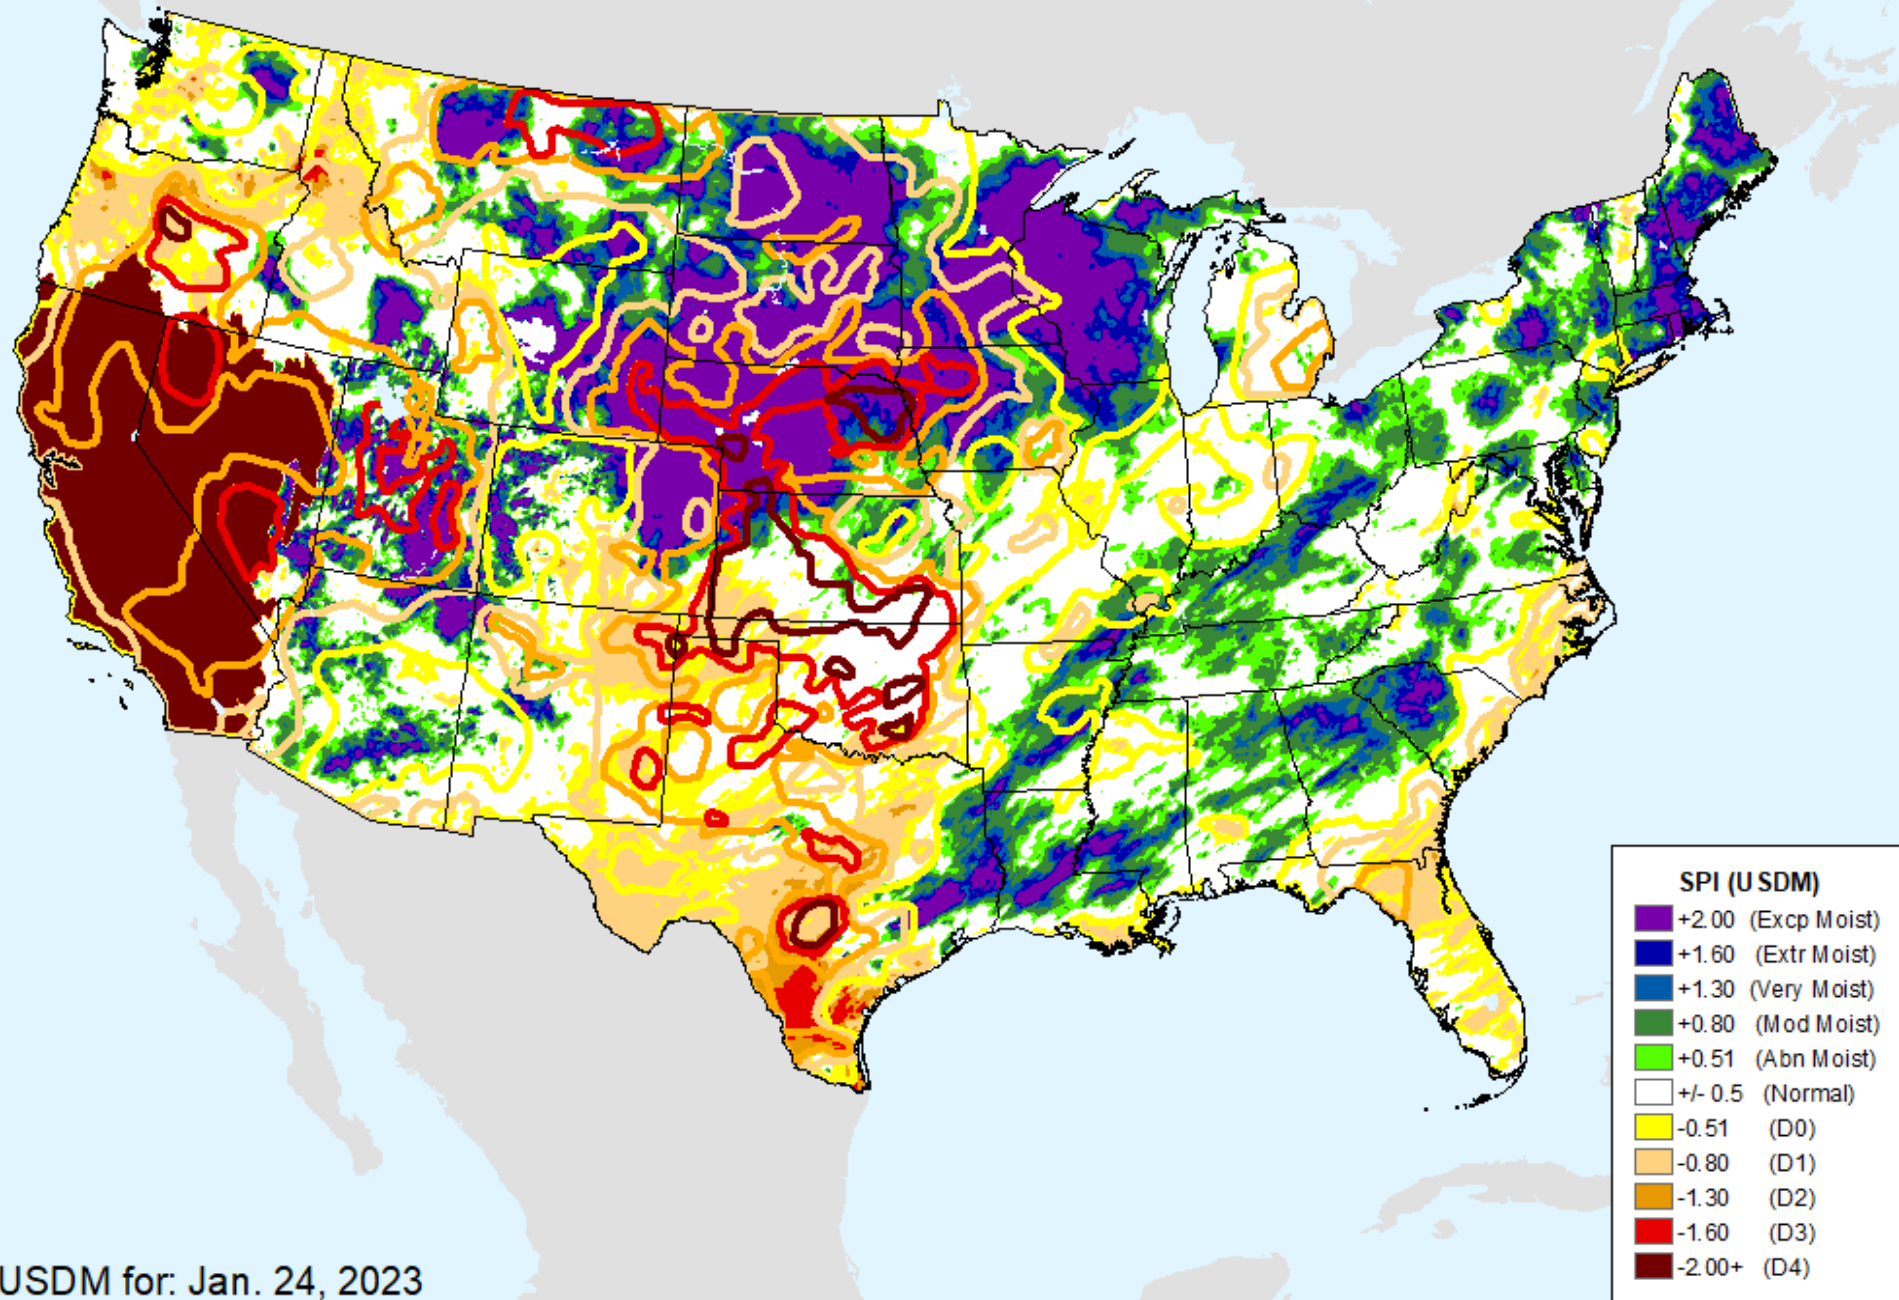 SPI (USDM)
+2.00 (Excp Moist)
+1.60 (Extr Moist)
+1.30 (Very Moist)
+0.80 (Mod Moist)
+0.51 (Abn Moist)
+/- 0.5 (Normal)
-0.51 (D0)
-0.80 (D1)
-1.30 (D2)
-1.60 (D3)
-2.00+ (D4)
USDM for: Jan. 24, 2023